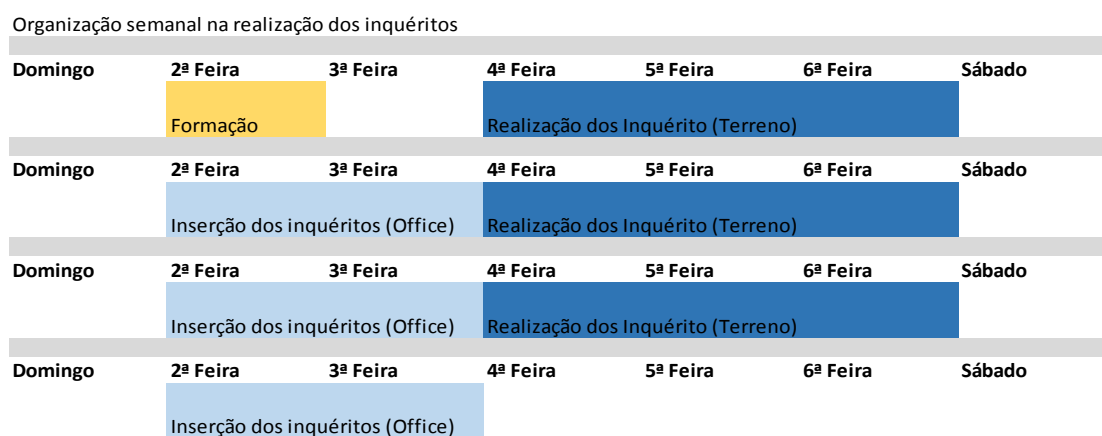 Organização semanal na realização dos inquéritos
Domingo 2ª Feira 3ª Feira 4ª Feira 5ª Feira 6ª Feira Sábado
Formação Realização dos Inquérito (Terreno)
Domingo 2ª Feira 3ª Feira 4ª Feira 5ª Feira 6ª Feira Sábado
Inserção dos inquéritos (Office) Realização dos Inquérito (Terreno)
Domingo 2ª Feira 3ª Feira 4ª Feira 5ª Feira 6ª Feira Sábado
Inserção dos inquéritos (Office) Realização dos Inquérito (Terreno)
Domingo 2ª Feira 3ª Feira 4ª Feira 5ª Feira 6ª Feira Sábado
Inserção dos inquéritos (Office)